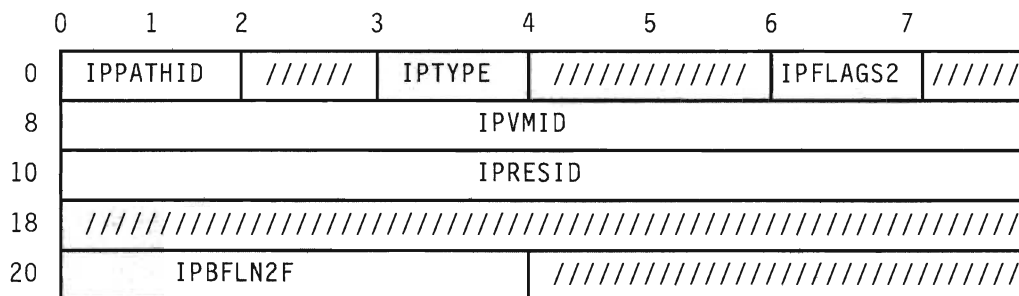 0 1 2 3 4 5 6 7
0 IPPATHID ////// IPTYPE ///////////// IPFLAGS2 //////
8 IPVMID
10 IPRESID
18 //////////////////////////////////////////////////////////////
20 IPBFLN2F ///////////////////////////////